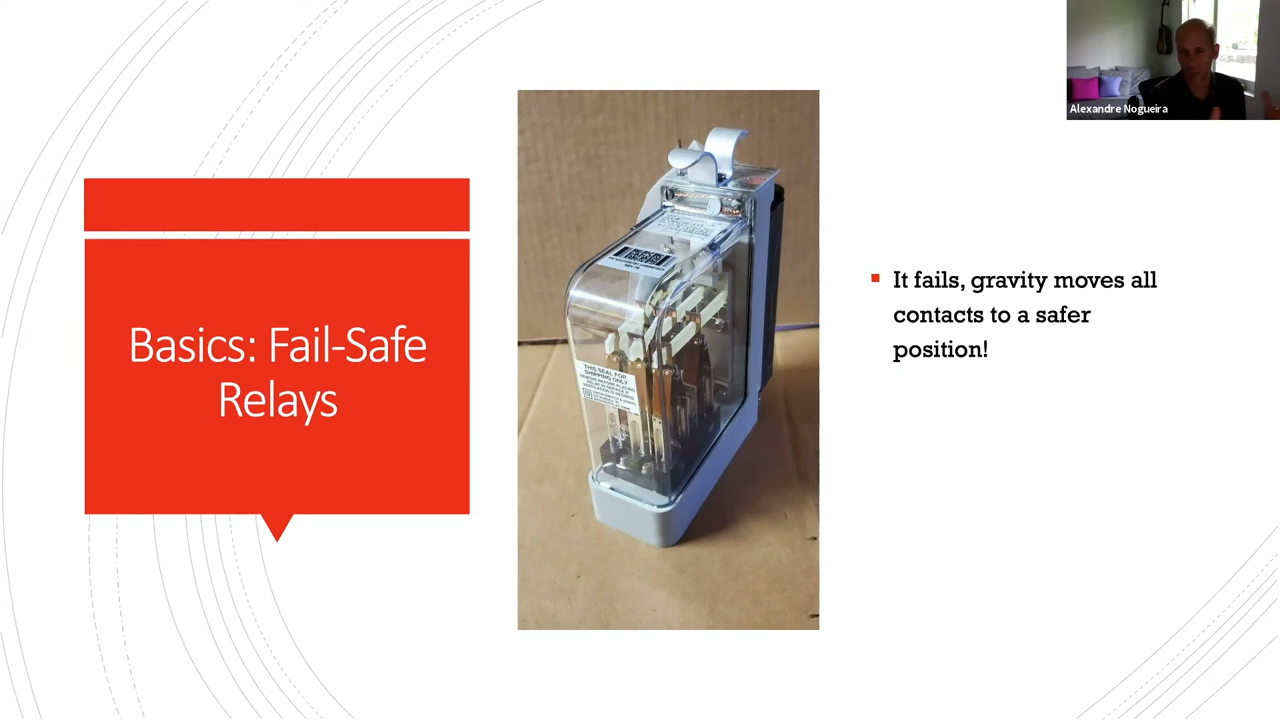 Alexandre Nogueira
Basics: Fail-Safe
Relays
THIS SEAL FOR
SHIPPING ONLY
It fails, gravity moves all
contacts to a safer
position!